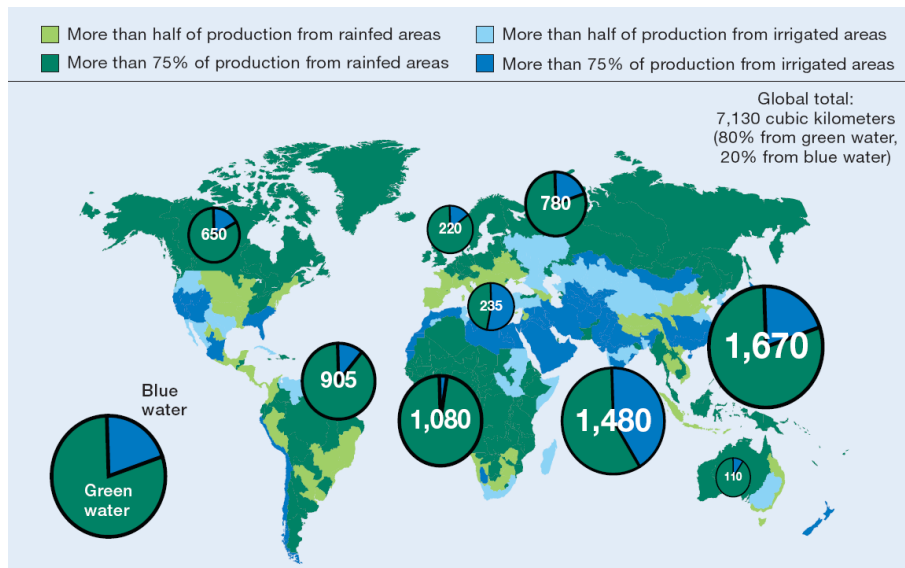 More than half of production from rainfed areas
More than half of production from irrigated areas
More than 75% of production from rainfed areas
More than 75% of production from irrigated areas
Global total:
7,130 cubic kilometers
(80% from green water,
20% from blue water)
780
220
650
235
1,670
905
1,080
1,480
Blue
water
Green
water
110